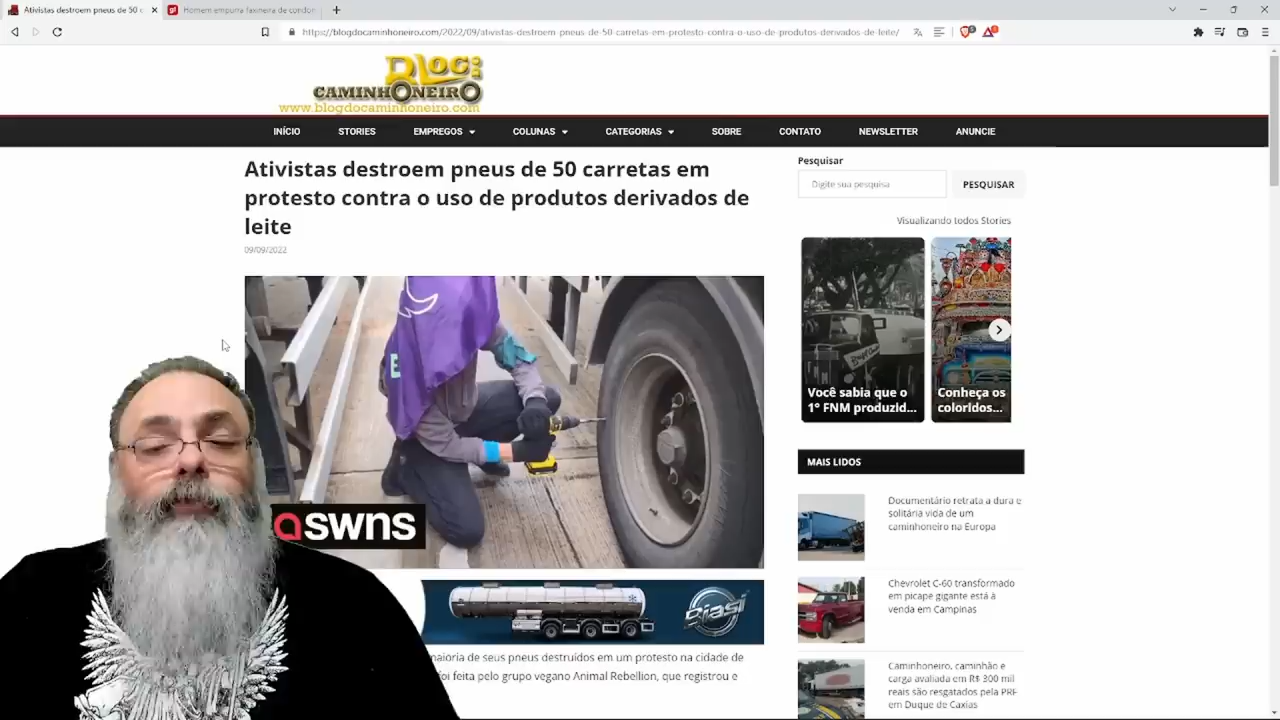 Ativistas destroem pneus de 50 c
Homem empurra faxineira de condor
https://blogdocaminhoneiro.com/2022/09/ativistas-destroem-pneus-de-50-carretas-em-protesto-contra-o-uso-de-produtos-derivados-de-leite/
BLOG DO
CAMINHONEIRO
www.blogdocaminhoneiro.com
INÍCIO STORIES EMPREGOS COLUNAS CATEGORIAS SOBRE CONTATO NEWSLETTER ANUNCIE
Ativistas destroem pneus de 50 carretas em
protesto contra o uso de produtos derivados de
leite
09/09/2022
swns
Biasi
maioria de seus pneus destruídos em um protesto na cidade de
foi feita pelo grupo vegano Animal Rebellion, que registrou e
Pesquisar
Digite sua pesquisa
PESQUISAR
Visualizando todos Stories
Você sabia que o
1° FNM produzid...
Conheça os
coloridos...
MAIS LIDOS
Documentário retrata a dura e
solitária vida de um
caminhoneiro na Europa
Chevrolet C-60 transformado
em picape gigante está à
venda em Campinas
Caminhoneiro, caminhão e
carga avaliada em R$ 300 mil
reais são resgatados pela PRF
em Duque de Caxias